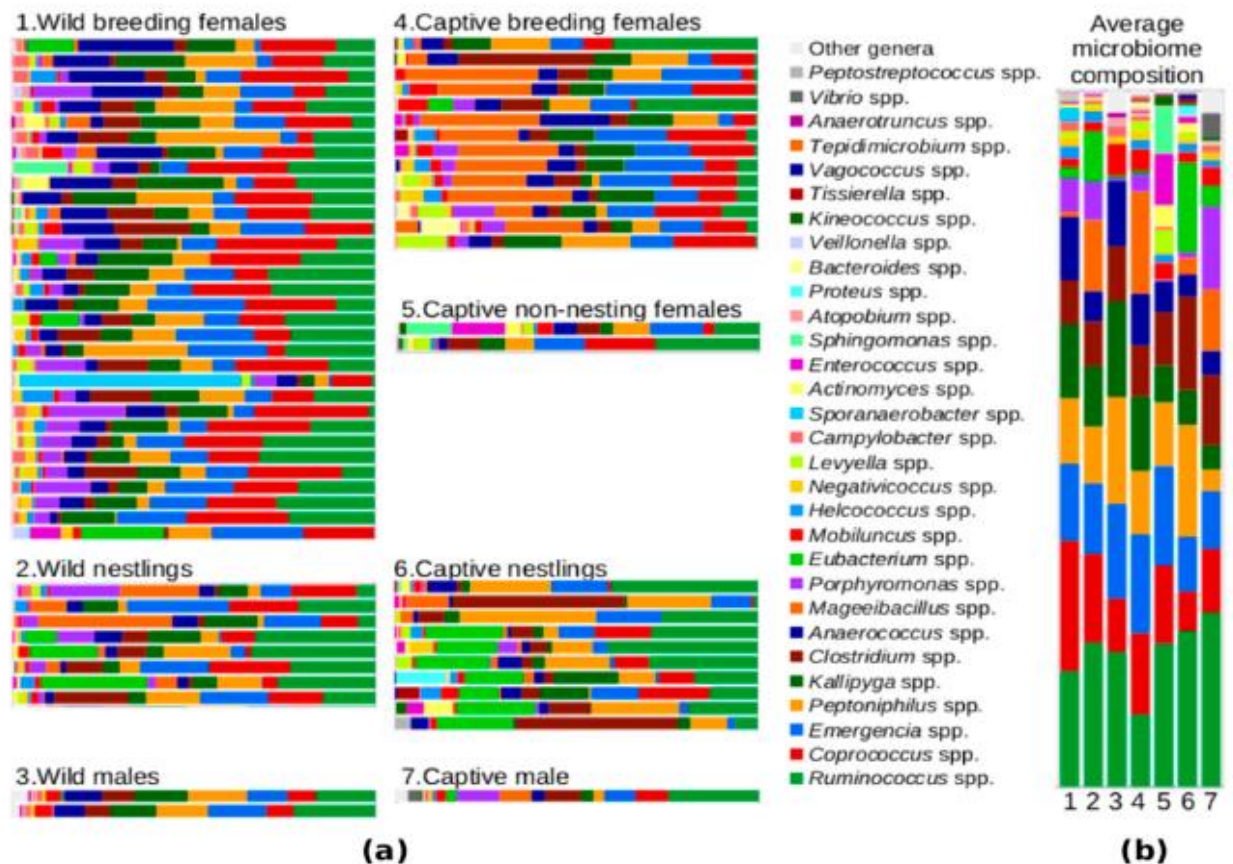 1.Wild breeding females
4.Captive breeding females
5.Captive non-nesting females
2.Wild nestlings
6.Captive nestlings
3.Wild males
7.Captive male
(a)
Other genera
Peptostreptococcus spp.
Vibrio spp.
Anaerotruncus spp.
Tepidimicrobium spp.
Vagococcus spp.
Tissierella spp.
Kineococcus spp.
Veillonella spp.
Bacteroides spp.
Proteus spp.
Atopobium spp.
Sphingomonas spp.
Enterococcus spp.
Actinomyces spp.
Sporanaerobacter spp.
Campylobacter spp.
Levyella spp.
Negativicoccus spp.
Helcococcus spp.
Mobiluncus spp.
Eubacterium spp.
Porphyromonas spp.
Mageeibacillus spp.
Anaerococcus spp.
Clostridium spp.
Kallipyga spp.
Peptoniphilus spp.
Emergencia spp.
Coprococcus spp.
Ruminococcus spp.
Average
microbiome
composition
1 2 3 4 5 6 7
(b)